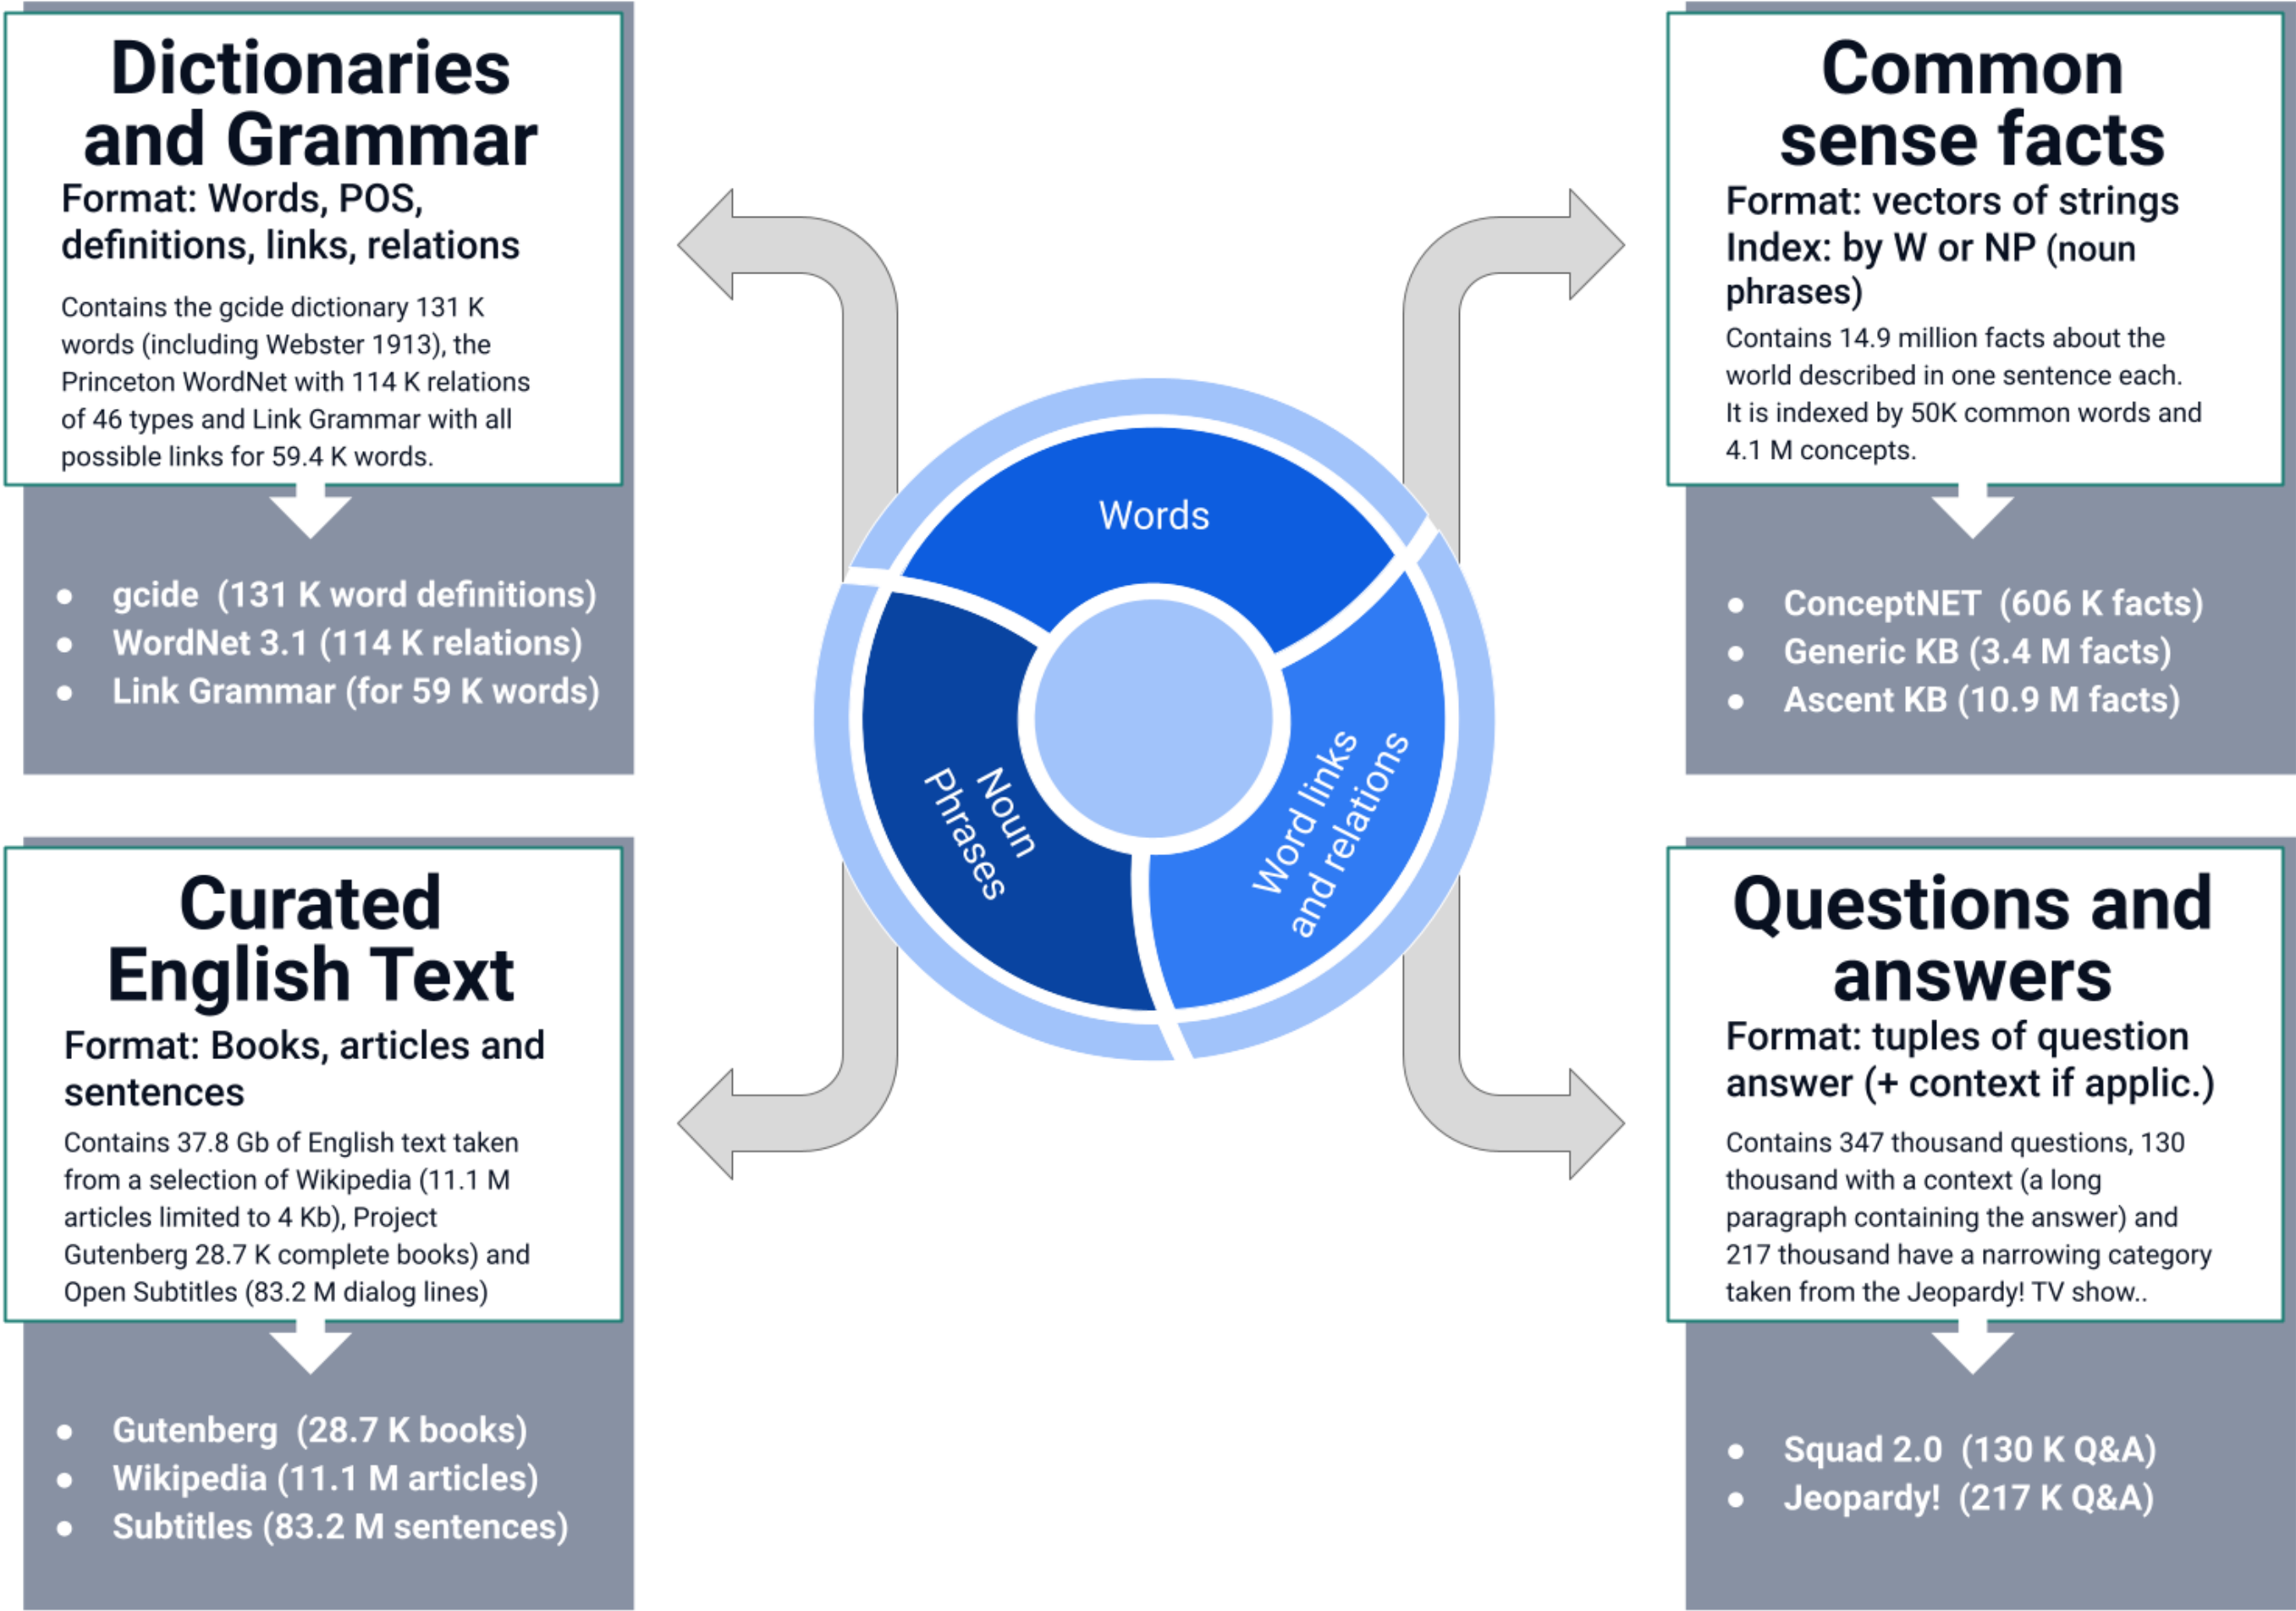 Dictionaries
and Grammar
Format: Words, POS,
definitions, links, relations
Contains the gcide dictionary 131 K
words (including Webster 1913), the
Princeton WordNet with 114 K relations
of 46 types and Link Grammar with all
possible links for 59.4 K words.
● gcide (131 K word definitions)
● WordNet 3.1 (114 K relations)
● Link Grammar (for 59 K words)
Common
sense facts
Format: vectors of strings
Index: by W or NP (noun
phrases)
Contains 14.9 million facts about the
world described in one sentence each.
It is indexed by 50K common words and
4.1 M concepts.
● ConceptNET (606 K facts)
● Generic KB (3.4 M facts)
● Ascent KB (10.9 M facts)
Words
Noun
Phrases
Word links
and relations
Curated
English Text
Format: Books, articles and
sentences
Contains 37.8 Gb of English text taken
from a selection of Wikipedia (11.1 M
articles limited to 4 Kb), Project
Gutenberg 28.7 K complete books) and
Open Subtitles (83.2 M dialog lines)
● Gutenberg (28.7 K books)
● Wikipedia (11.1 M articles)
● Subtitles (83.2 M sentences)
Questions and
answers
Format: tuples of question
answer (+ context if applic.)
Contains 347 thousand questions, 130
thousand with a context (a long
paragraph containing the answer) and
217 thousand have a narrowing category
taken from the Jeopardy! TV show..
● Squad 2.0 (130 K Q&A)
● Jeopardy! (217 K Q&A)